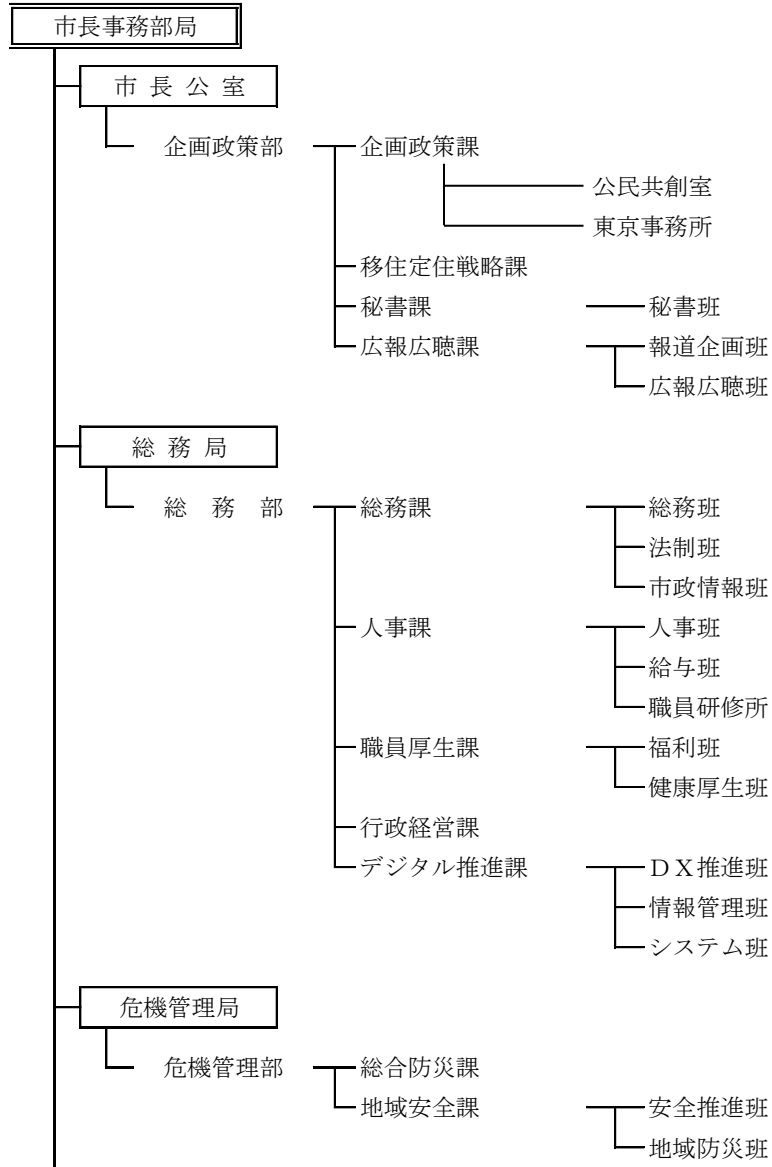 市長事務部局
市長公室
企画政策部 企画政策課
公民共創室
東京事務所
移住定住戦略課
秘書課 秘書班
広報広聴課 報道企画班
広報広聴班
総務局
総務部 総務課 総務班
法制班
市政情報班
人事課 人事班
給与班
職員研修所
職員厚生課 福利班
健康厚生班
行政経営課
デジタル推進課 DX推進班
情報管理班
システム班
危機管理局
危機管理部 総合防災課
地域安全課 安全推進班
地域防災班